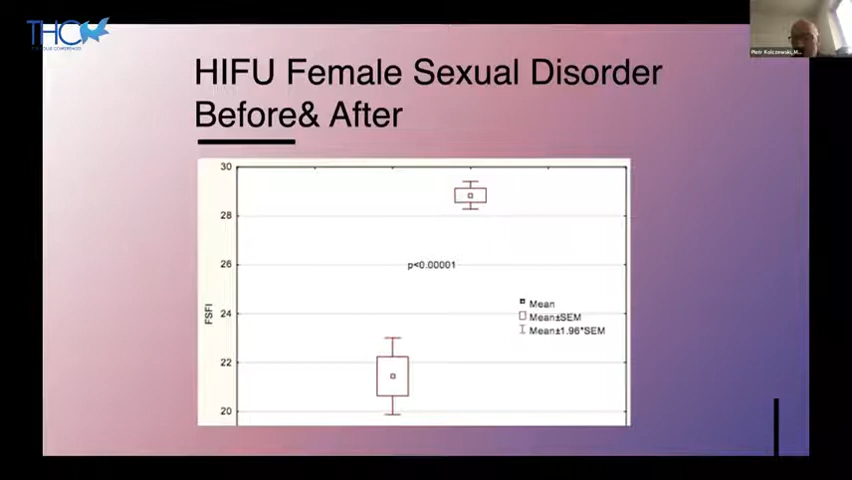 THC
HIFU Female Sexual Disorder
Before& After
30
28
26
24
22
20
FSFI
p<0.00001
Mean
Mean±SEM
Mean±1.96*SEM